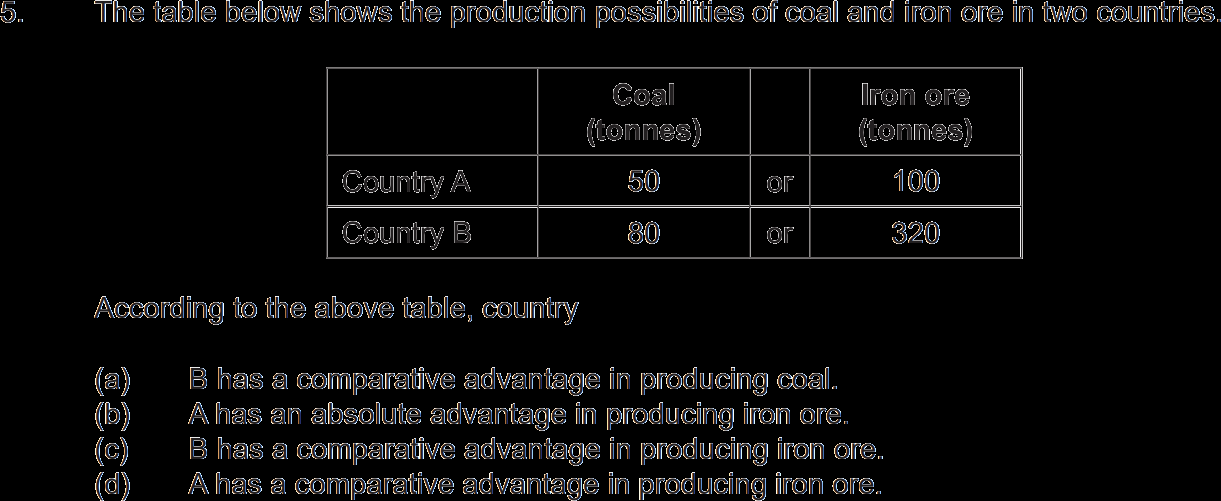 5. The table below shows the production possibilities of coal and iron ore in two countries.
Coal (tonnes) Iron ore (tonnes)
Country A 50 or 100
Country B 80 or 320
According to the above table, country
(a) B has a comparative advantage in producing coal.
(b) A has an absolute advantage in producing iron ore.
(c) B has a comparative advantage in producing iron ore.
(d) A has a comparative advantage in producing iron ore.